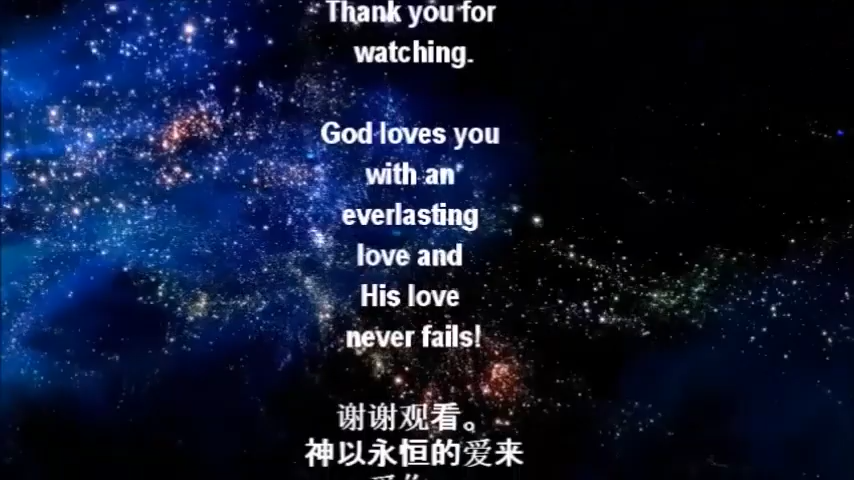 Thank you for
watching.
God loves you
with an
everlasting
love and
His love
never fails!
谢谢观看。
神以永恒的爱来